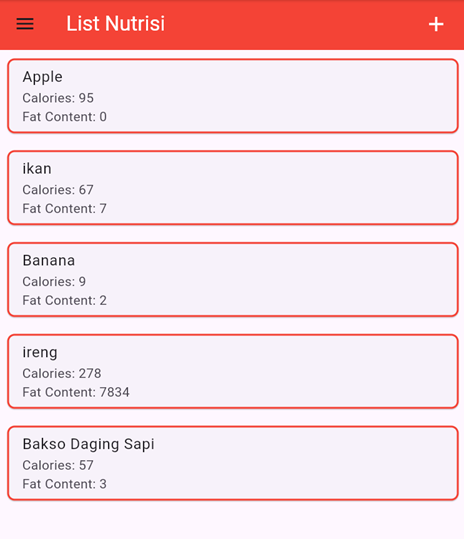 List Nutrisi
Apple
Calories: 95
Fat Content: 0
ikan
Calories: 67
Fat Content: 7
Banana
Calories: 9
Fat Content: 2
ireng
Calories: 278
Fat Content: 7834
Bakso Daging Sapi
Calories: 57
Fat Content: 3